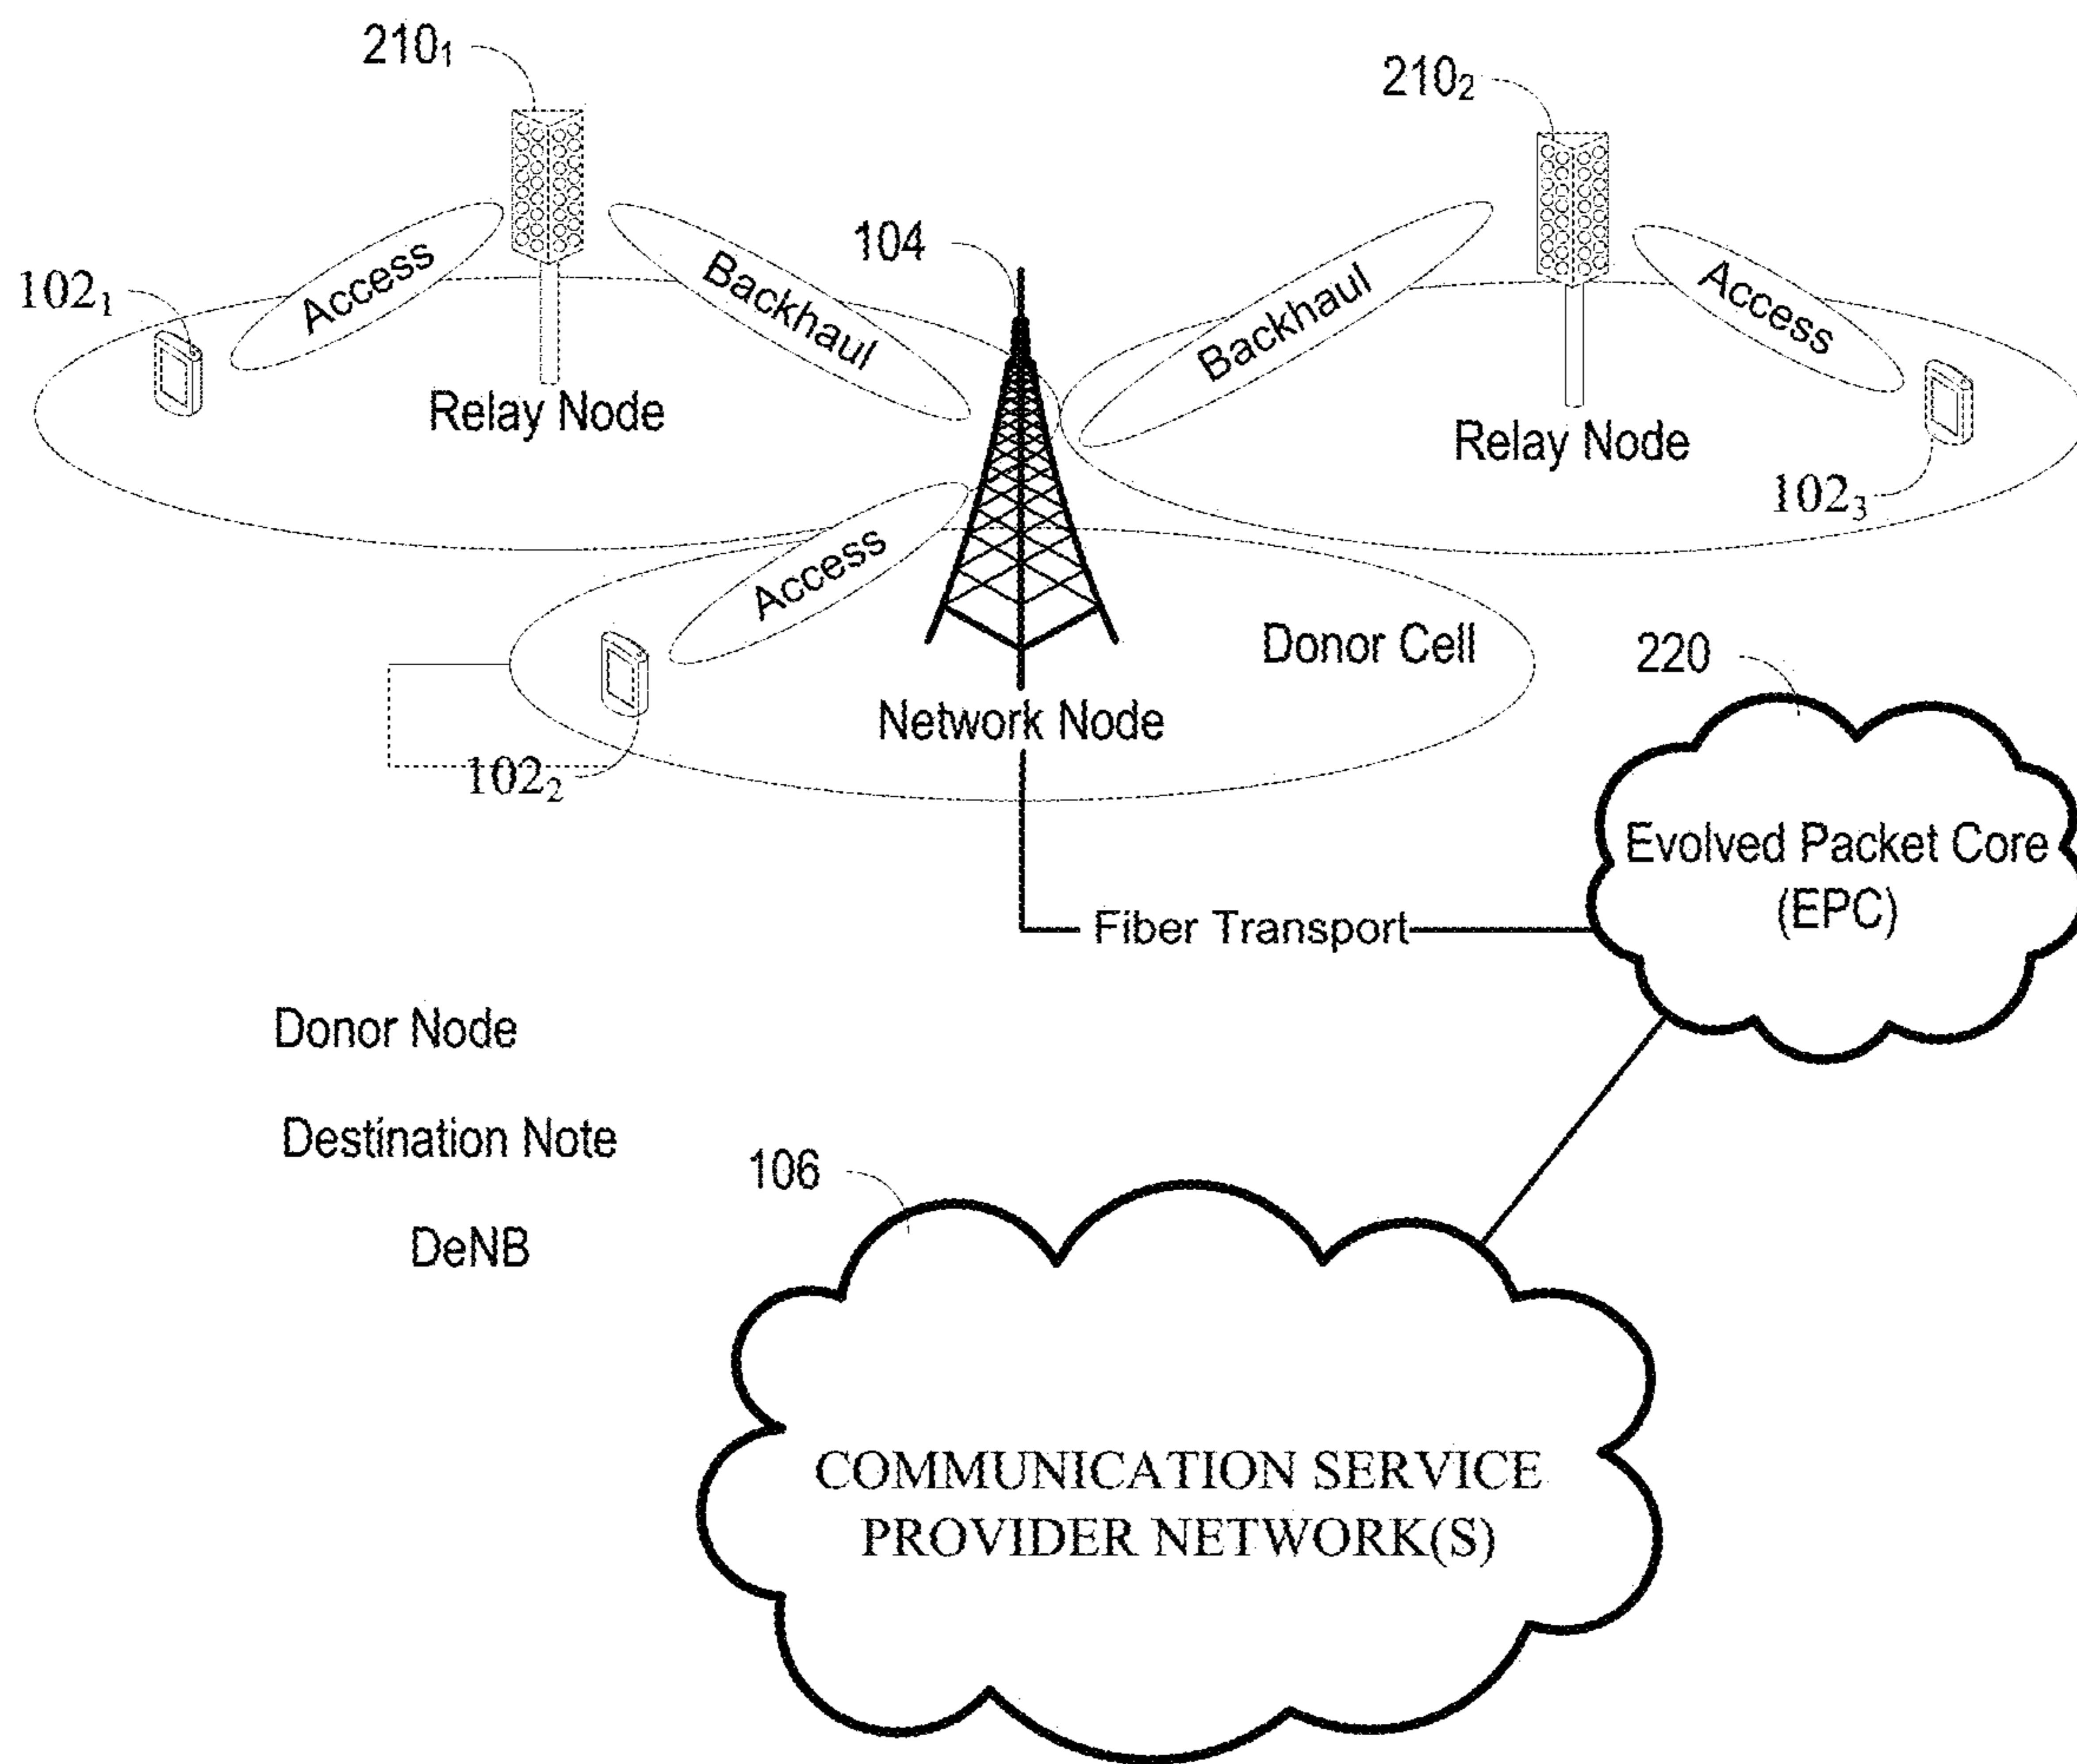 210₁
210₂
104
102₁
Access
Backhaul
Backhaul
Access
Relay Node
Relay Node
102₃
Access
Donor Cell
220
Network Node
102₂
Evolved Packet Core
(EPC)
Fiber Transport
Donor Node
Destination Note
106
DeNB
COMMUNICATION SERVICE
PROVIDER NETWORK(S)